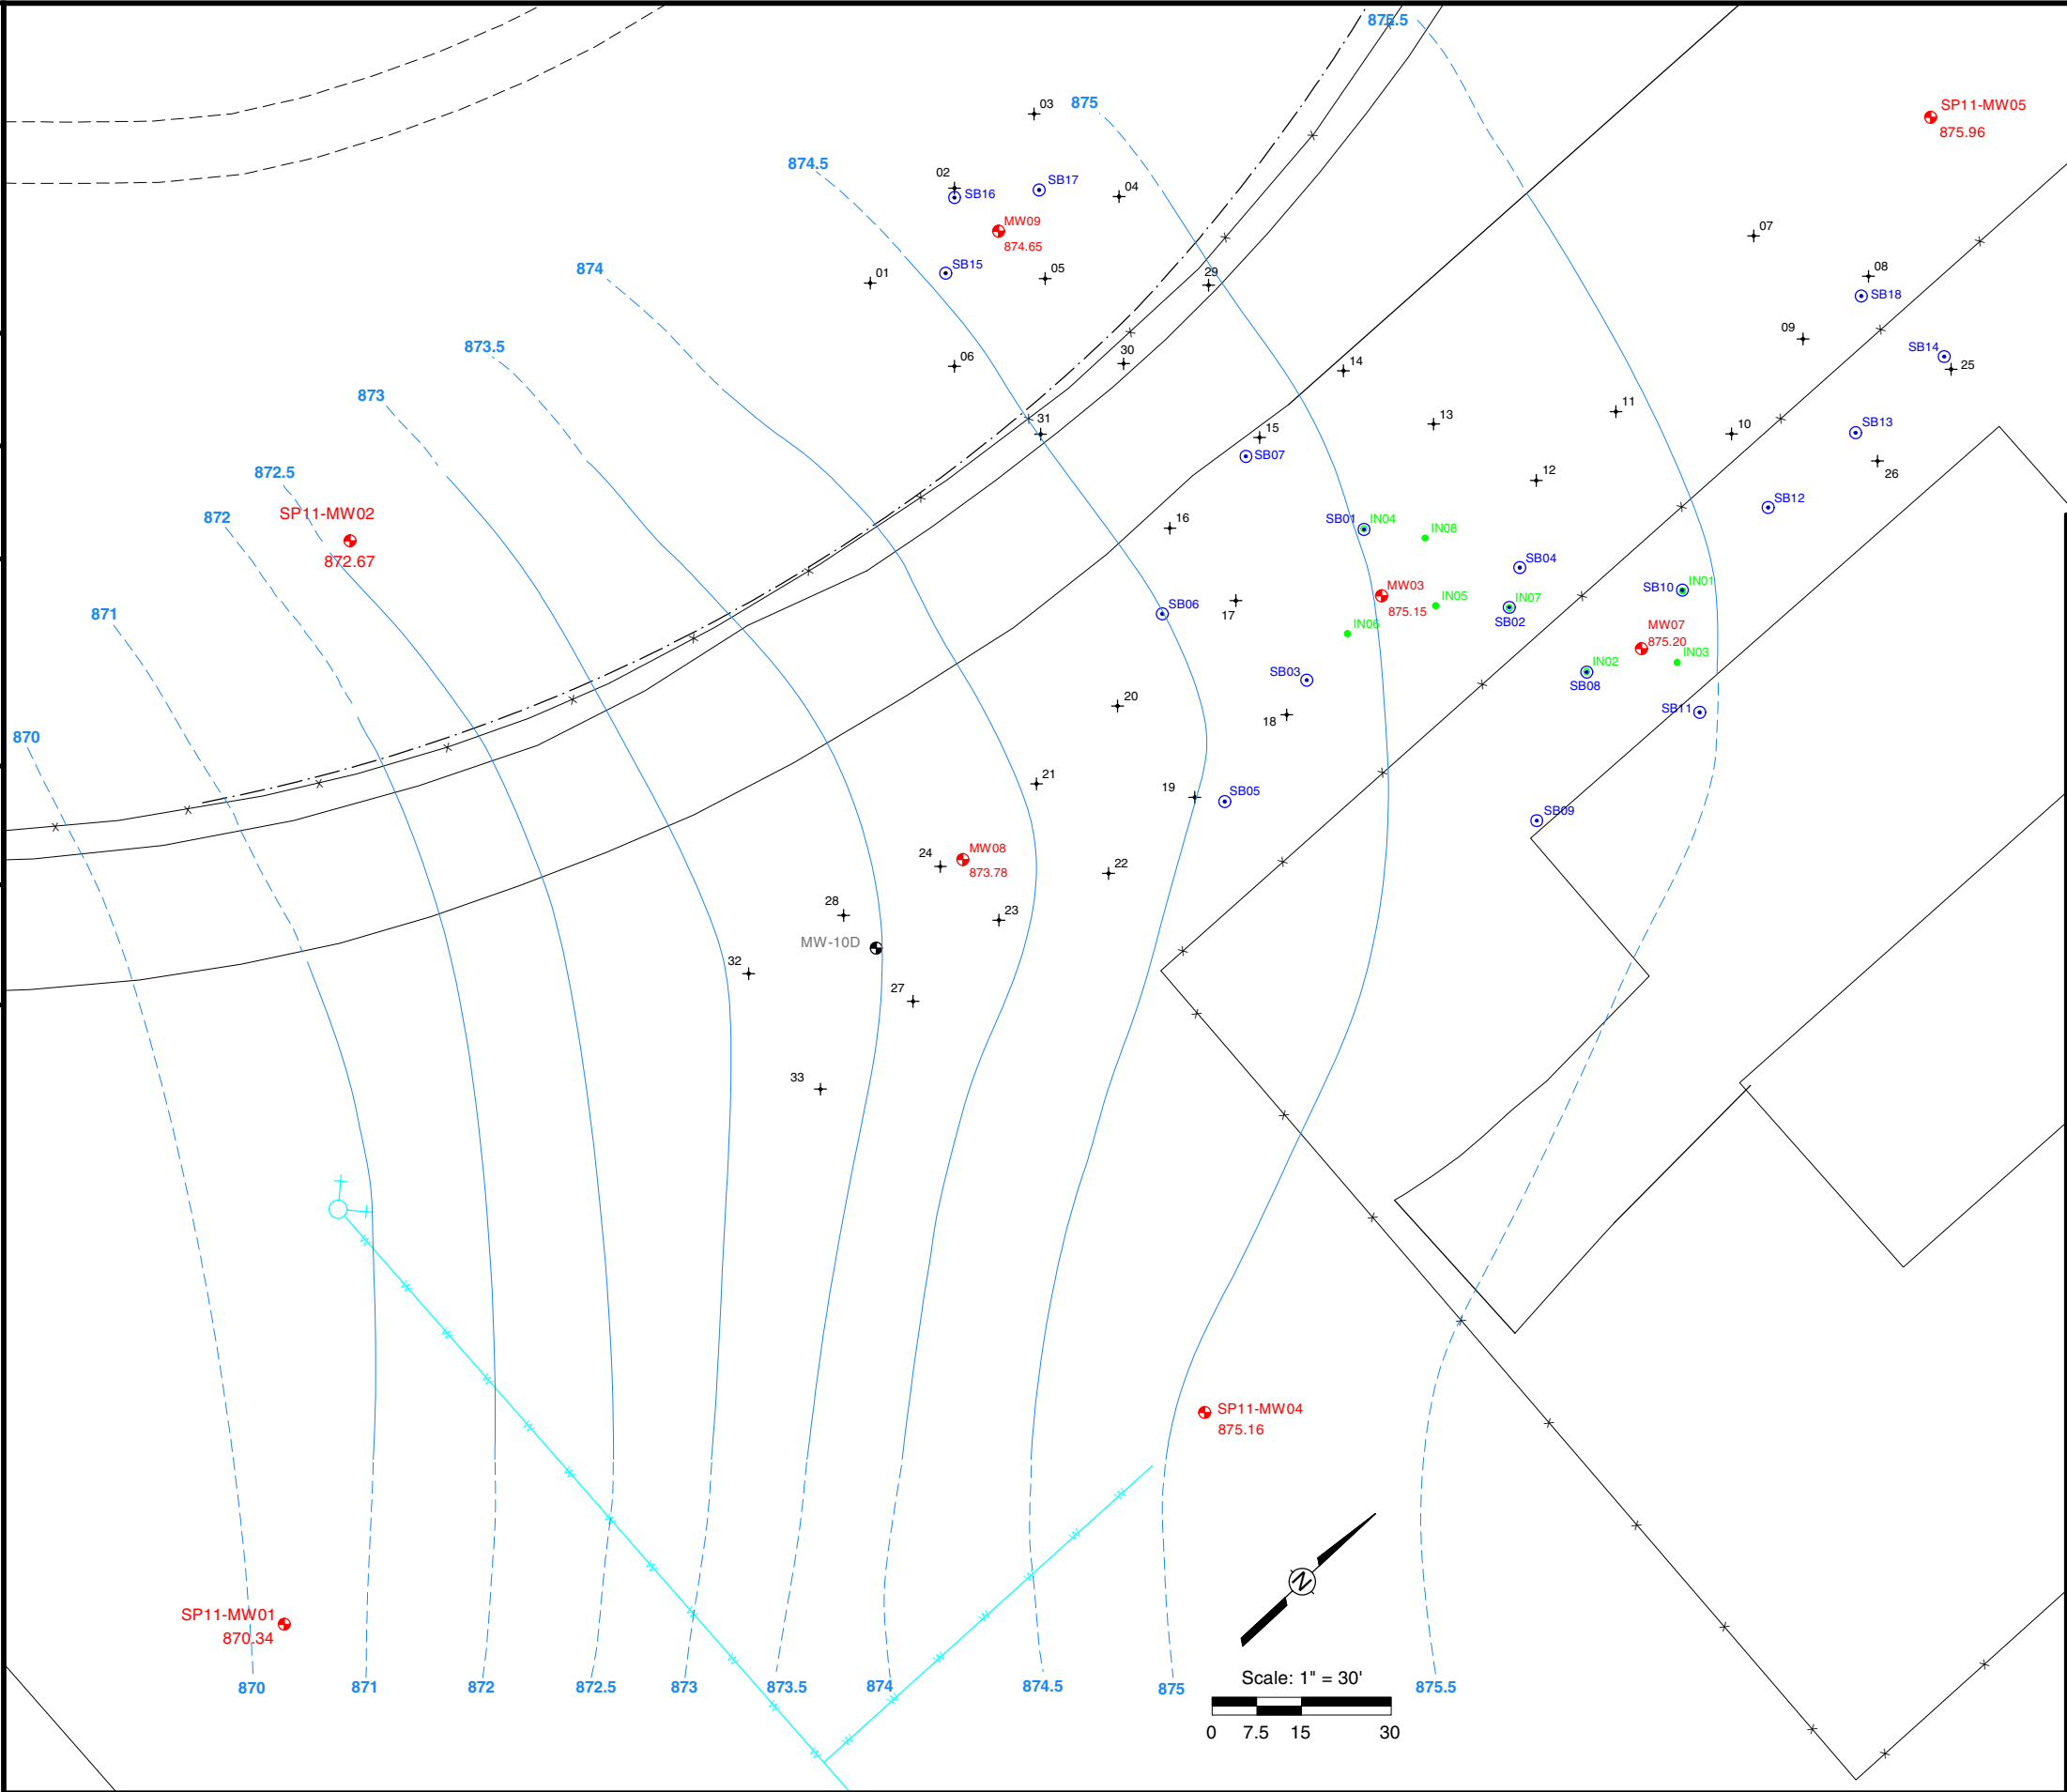 875.5
SP11-MW05
875.96
03
875
874.5
02
SB16
SB17
04
MW09
874.65
07
874
01
SB15
05
29
08
SB18
873.5
06
30
09
SB14
25
14
873
31
15
13
11
10
SB13
SB07
26
872.5
12
SB12
872
SP11-MW02
872.67
16
SB01
IN04
IN08
SB04
871
MW03
875.15
IN05
IN07
SB02
SB10
IN01
SB06
17
IN06
MW07
875.20
IN02
IN03
SB08
SB03
20
18
SB11
870
21
19
SB05
SB09
24
MW08
873.78
22
28
23
MW-10D
32
27
33
SP11-MW04
875.16
N
SP11-MW01
870.34
Scale: 1" = 30'
870
871
872
872.5
873
873.5
874
874.5
875
875.5
0 7.5 15 30